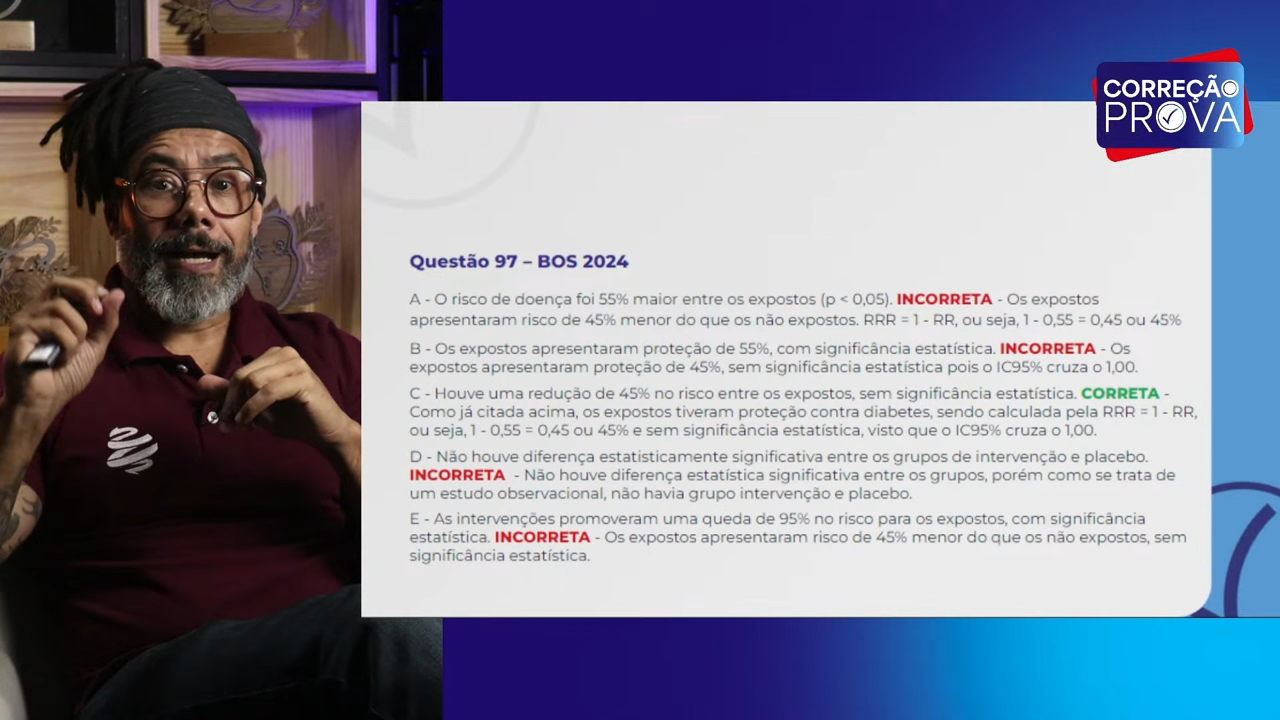 CORREÇÃO
PROVA
Questão 97 – BOS 2024
A - O risco de doença foi 55% maior entre os expostos (p < 0,05). INCORRETA - Os expostos
apresentaram risco de 45% menor do que os não expostos. RRR = 1 - RR, ou seja, 1 - 0,55 = 0,45 ou 45%
B - Os expostos apresentaram proteção de 55%, com significância estatística. INCORRETA - Os
expostos apresentaram proteção de 45%, sem significância estatística pois o IC95% cruza o 1,00.
C - Houve uma redução de 45% no risco entre os expostos, sem significância estatística. CORRETA -
Como já citada acima, os expostos tiveram proteção contra diabetes, sendo calculada pela RRR = 1 - RR,
ou seja, 1 - 0,55 = 0,45 ou 45% e sem significância estatística, visto que o IC95% cruza o 1,00.
D - Não houve diferença estatisticamente significativa entre os grupos de intervenção e placebo.
INCORRETA - Não houve diferença estatística significativa entre os grupos, porém como se trata de
um estudo observacional, não havia grupo intervenção e placebo.
E - As intervenções promoveram uma queda de 95% no risco para os expostos, com significância
estatística. INCORRETA - Os expostos apresentaram risco de 45% menor do que os não expostos, sem
significância estatística.